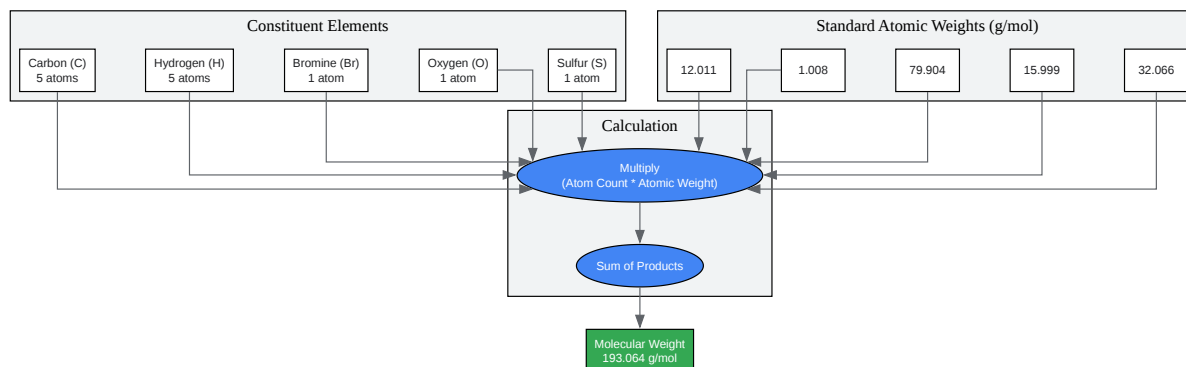 Constituent Elements
Carbon (C)
5 atoms
Hydrogen (H)
5 atoms
Bromine (Br)
1 atom
Oxygen (O)
1 atom
Sulfur (S)
1 atom
Standard Atomic Weights (g/mol)
12.011
1.008
79.904
15.999
32.066
Calculation
Multiply
(Atom Count * Atomic Weight)
Sum of Products
Molecular Weight
193.064 g/mol